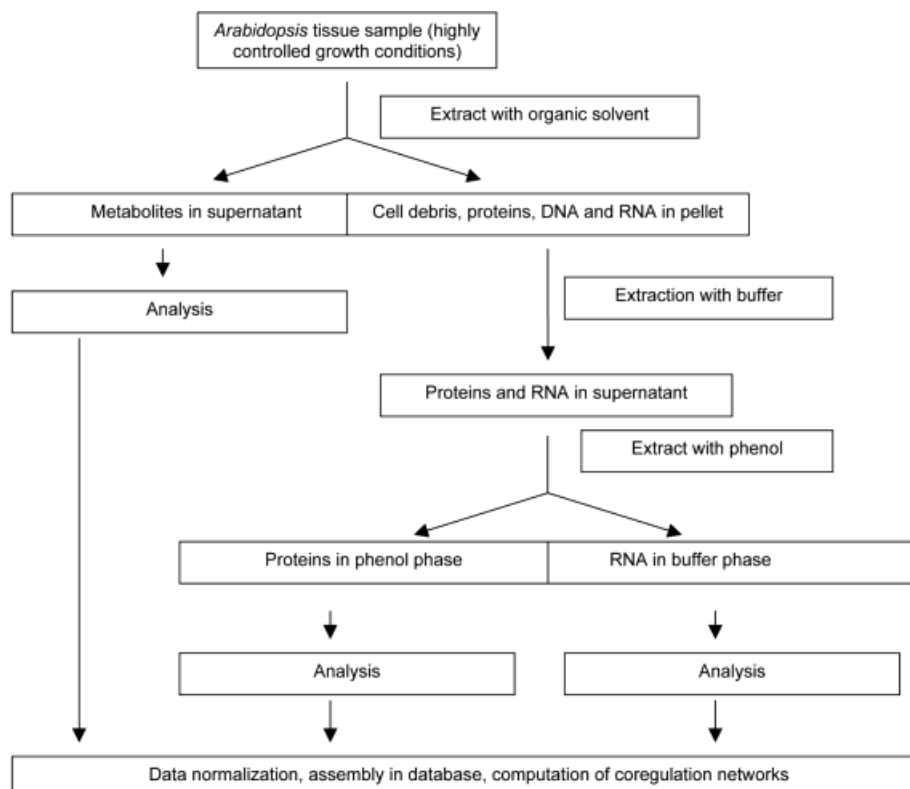 Arabidopsis tissue sample (highly
controlled growth conditions)
Extract with organic solvent
Metabolites in supernatant
Cell debris, proteins, DNA and RNA in pellet
Analysis
Extraction with buffer
Proteins and RNA in supernatant
Extract with phenol
Proteins in phenol phase
RNA in buffer phase
Analysis
Analysis
Data normalization, assembly in database, computation of coregulation networks